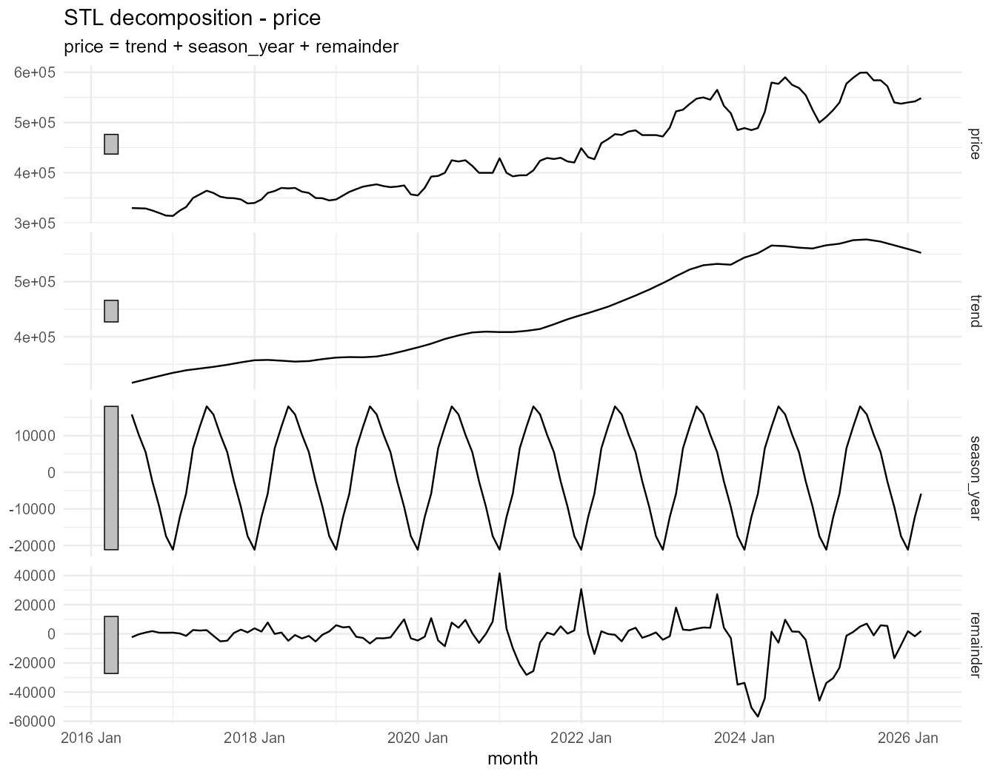 STL decomposition - price
price = trend + season_year + remainder
6e+05
5e+05
4e+05
3e+05
price
5e+05
4e+05
trend
10000
0
-10000
-20000
season_year
40000
20000
0
-20000
-40000
-60000
remainder
2016 Jan
2018 Jan
2020 Jan
2022 Jan
2024 Jan
2026 Jan
month